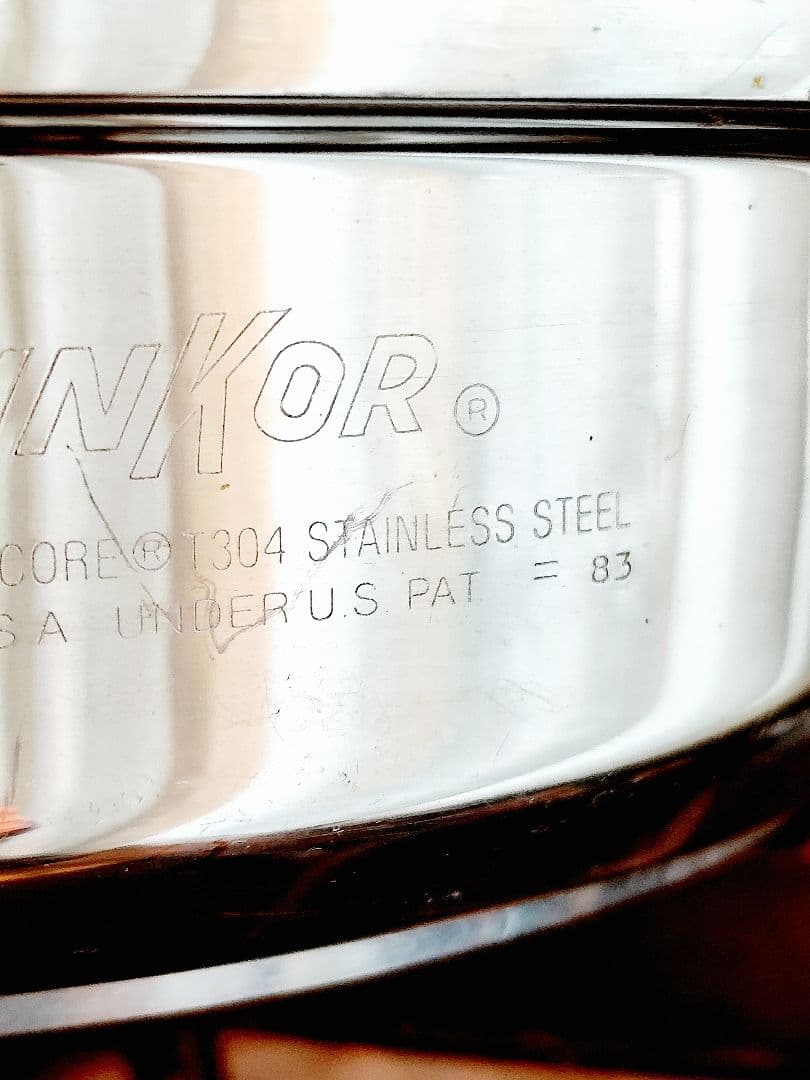 NKOR®
CORE® T304 STAINLESS STEEL
S A UNDER U.S. PAT = 83